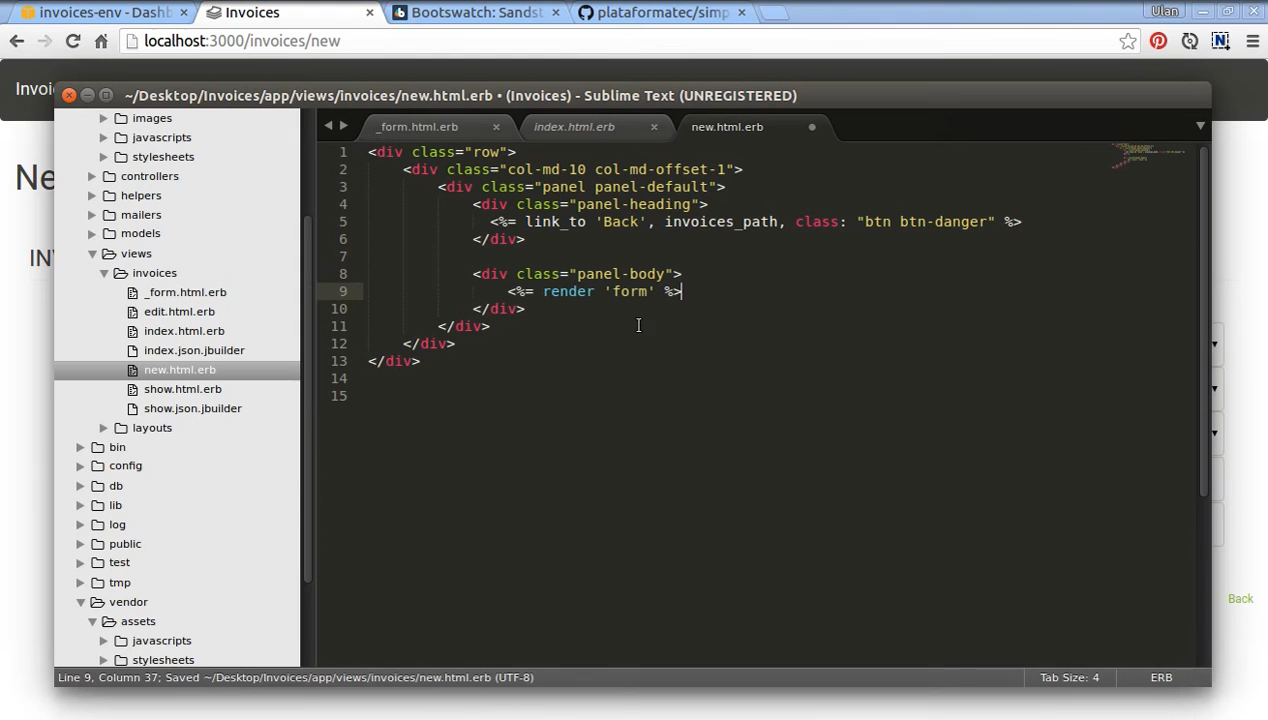 invoices-env - Dashb
Invoices
Bootswatch: Sandst
plataformatec/simp
Ulan
localhost:3000/invoices/new
Invoi
~/Desktop/Invoices/app/views/invoices/new.html.erb • (Invoices) - Sublime Text (UNREGISTERED)
_form.html.erb
index.html.erb
new.html.erb
images
javascripts
stylesheets
controllers
helpers
mailers
models
views
invoices
_form.html.erb
edit.html.erb
index.html.erb
index.json.jbuilder
new.html.erb
show.html.erb
show.json.jbuilder
layouts
bin
config
db
lib
log
public
test
tmp
vendor
assets
javascripts
stylesheets
1 <div class="row">
2 <div class="col-md-10 col-md-offset-1">
3 <div class="panel panel-default">
4 <div class="panel-heading">
5 <%= link_to 'Back', invoices_path, class: "btn btn-danger" %>
6 </div>
7
8 <div class="panel-body">
9 <%= render 'form' %>
10 </div>
11 </div>
12 </div>
13 </div>
14
15
Ne
INV
Back
Line 9, Column 37; Saved ~/Desktop/Invoices/app/views/invoices/new.html.erb (UTF-8)
Tab Size: 4
ERB